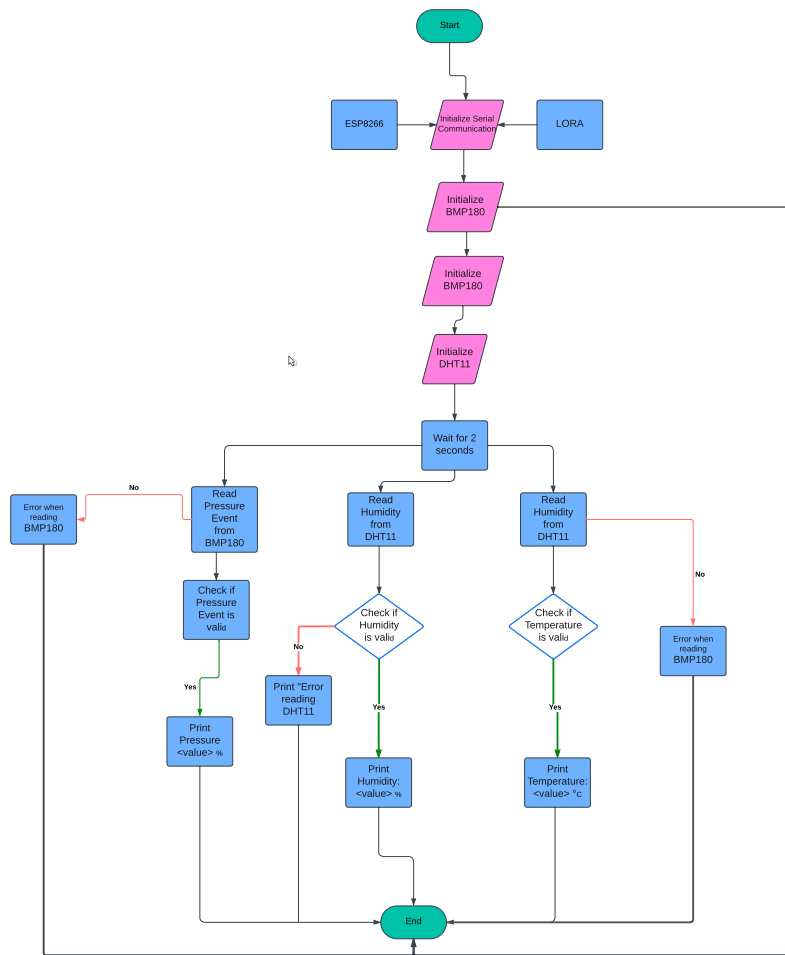 Start
ESP8266
Initialize Serial
Communication
LORA
Initialize
BMP180
Initialize
BMP180
Initialize
DHT11
Wait for 2
seconds
No
Error when
reading
BMP180
Read
Pressure
Event
from
BMP180
Read
Humidity
from
DHT11
Read
Humidity
from
DHT11
No
Check if
Pressure
Event is
valid
Check if
Humidity
is valid
Check if
Temperature
is valid
Error when
reading
BMP180
No
Yes
Print "Error
reading
DHT11
Yes
Yes
Print
Pressure
<value> %
Print
Humidity:
<value> %
Print
Temperature:
<value> °C
End